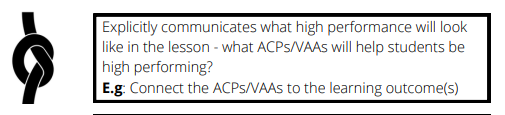 Explicitly communicates what high performance will look
like in the lesson - what ACPs/VAAs will help students be
high performing?
E.g: Connect the ACPs/VAAs to the learning outcome(s)